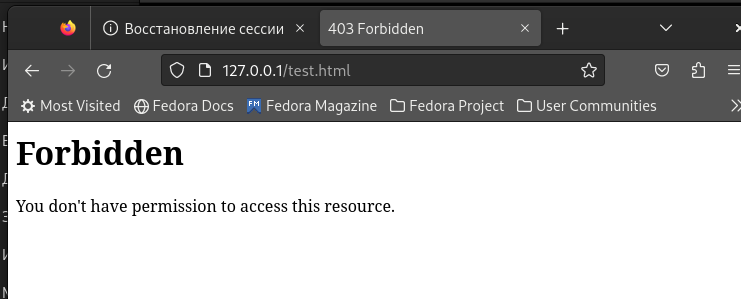 Восстановление сессии
403 Forbidden
127.0.0.1/test.html
Most Visited
Fedora Docs
FM
Fedora Magazine
Fedora Project
User Communities
Forbidden
You don't have permission to access this resource.